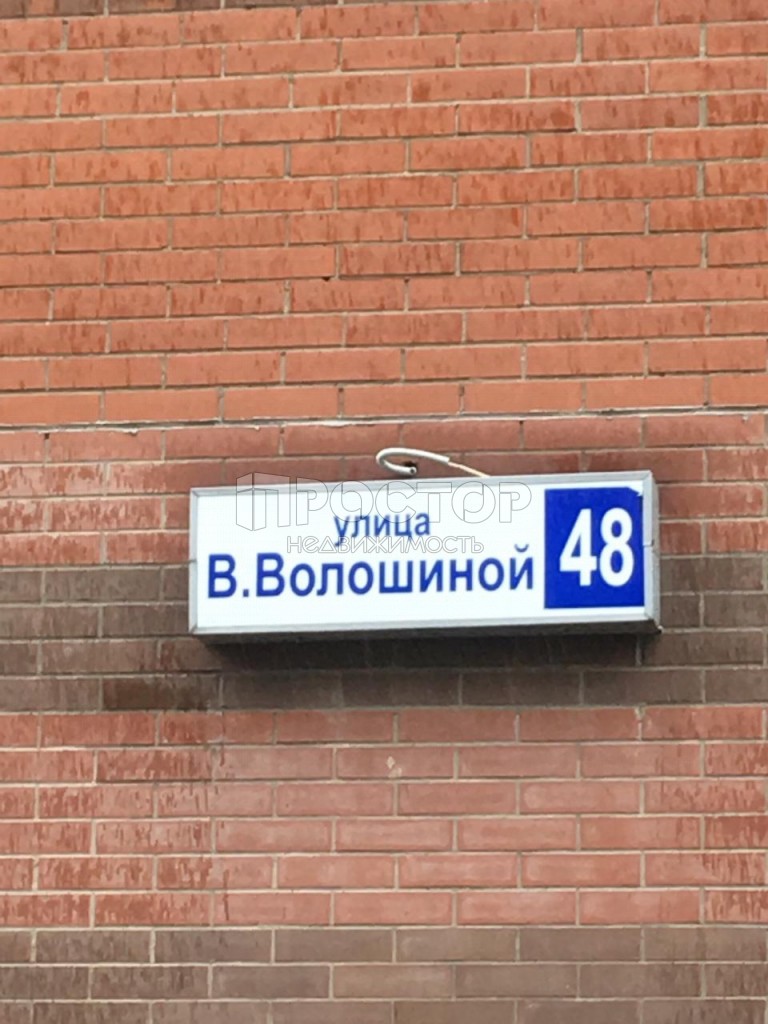 ПРОСТОР
улица
недвижимость
В.Волошиной
48